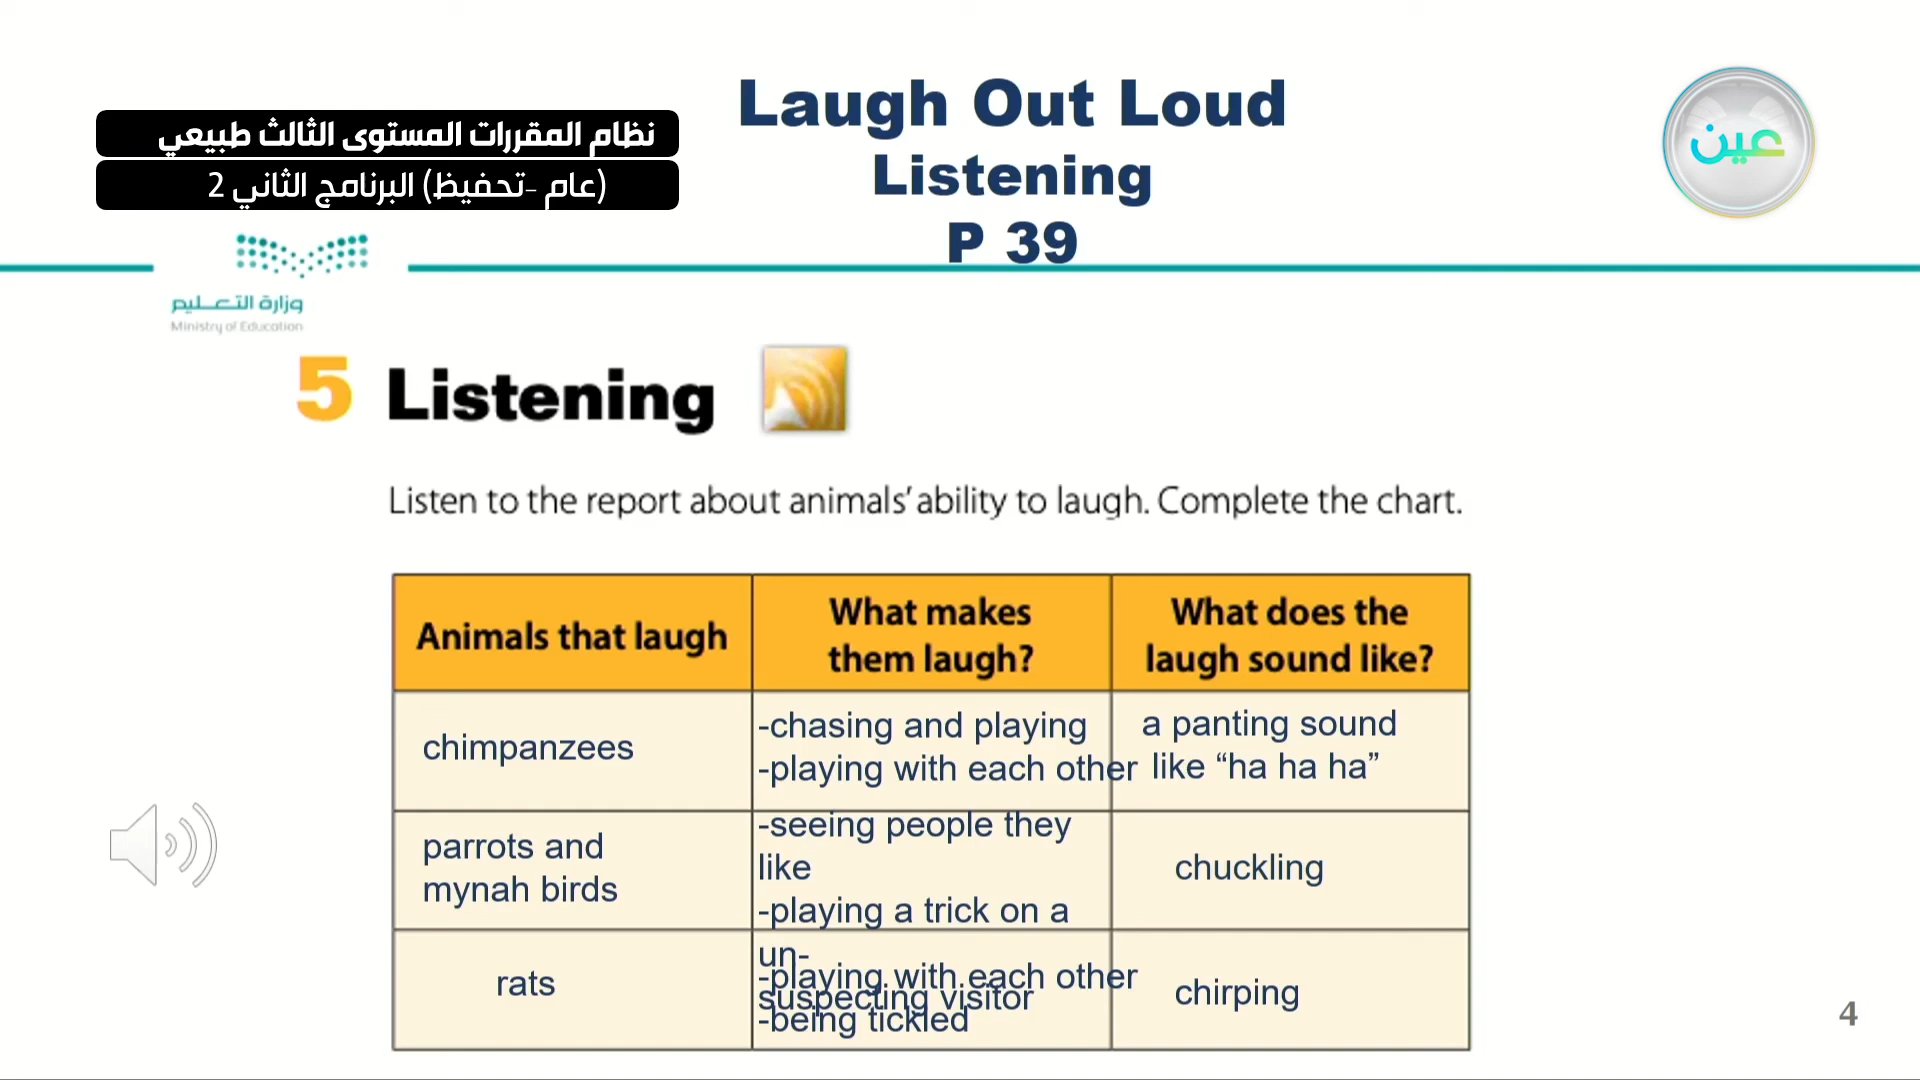 Laugh Out Loud
Listening
P 39
نظام المقررات المستوى الثالث طبيعي
(عام -تحفيظ) البرنامج الثاني 2
عين
وزارة التعليم
Ministry of Education
5 Listening
Listen to the report about animals' ability to laugh. Complete the chart.
Animals that laugh
What makes
them laugh?
What does the
laugh sound like?
chimpanzees
-chasing and playing
-playing with each other
a panting sound
like “ha ha ha”
parrots and
mynah birds
-seeing people they
like
-playing a trick on a
un-
suspecting visitor
chuckling
rats
-playing with each other
-being tickled
chirping
4